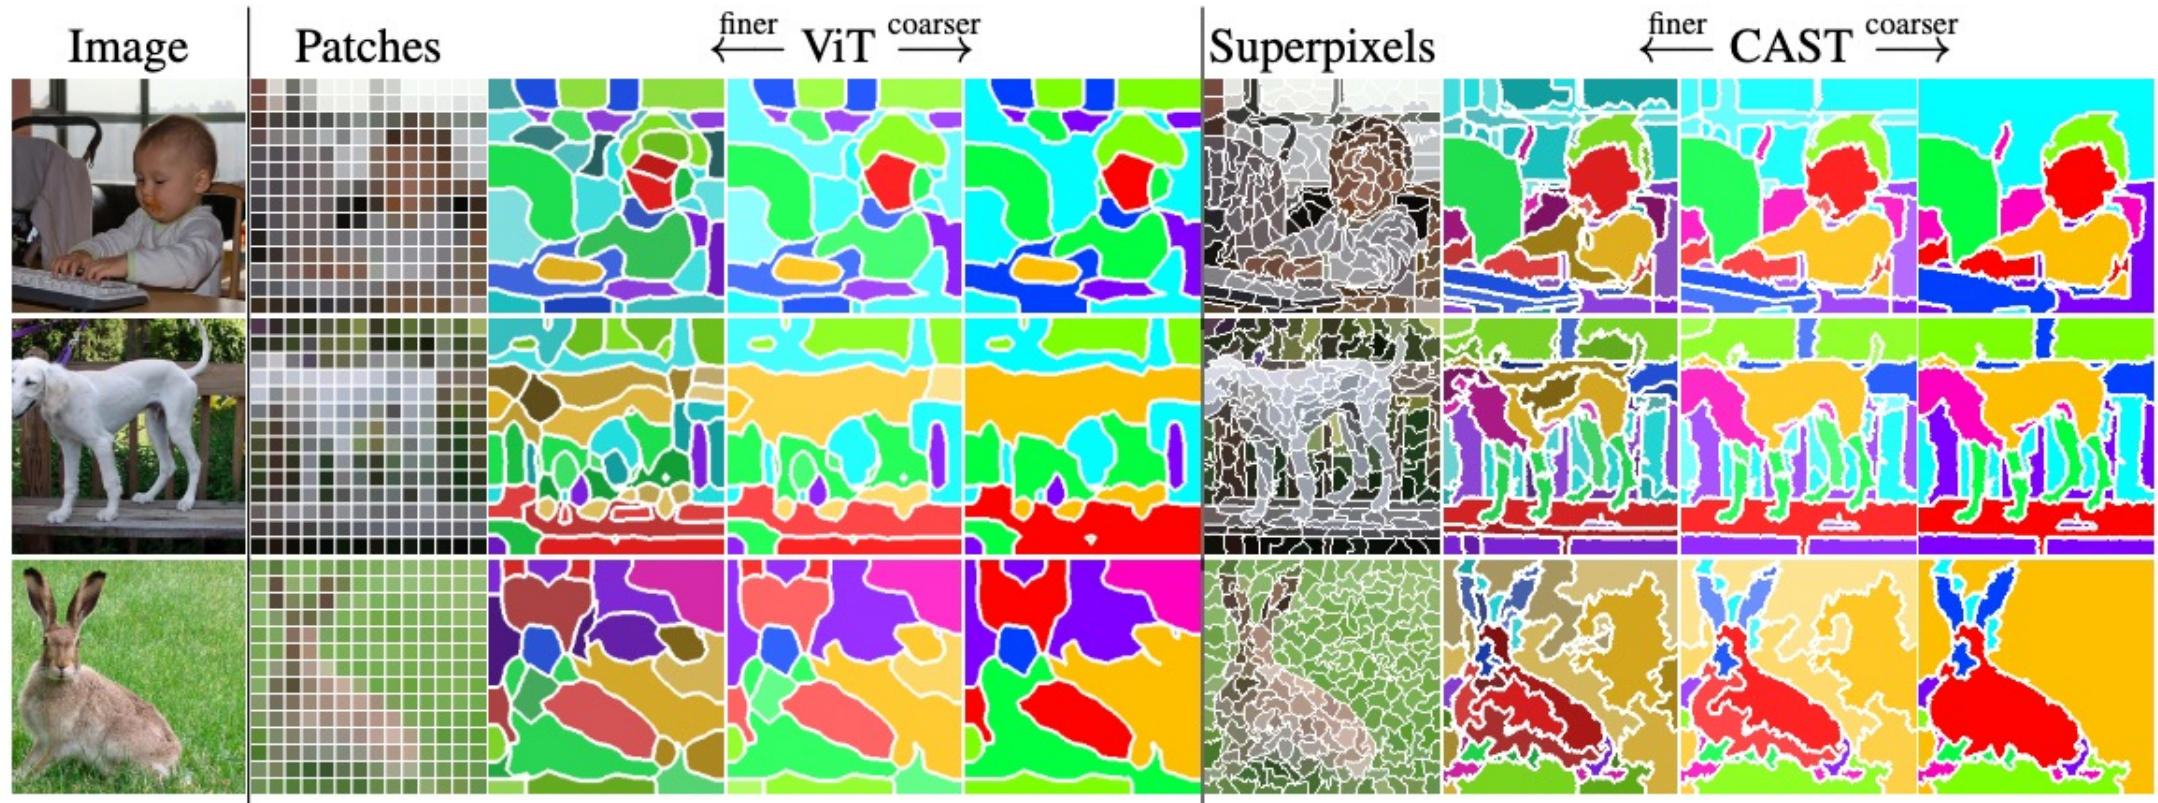 Image Patches finer ← ViT coarser → Superpixels finer ← CAST coarser →